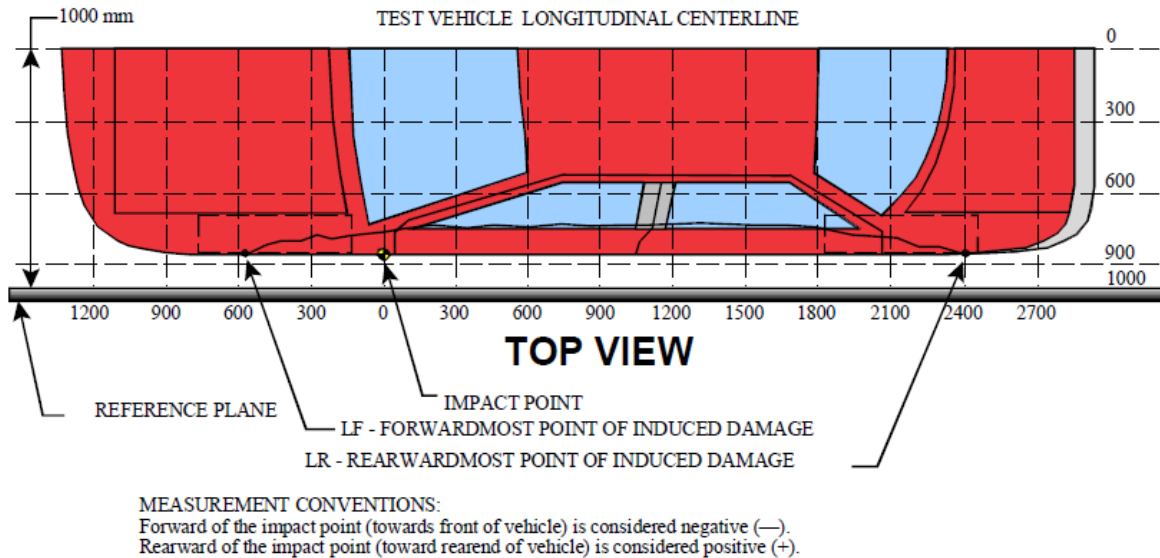 1000 mm
TEST VEHICLE LONGITUDINAL CENTERLINE
0
300
600
900
1000
1200 900 600 300 0 300 600 900 1200 1500 1800 2100 2400 2700
TOP VIEW
REFERENCE PLANE
IMPACT POINT
LF - FORWARDMOST POINT OF INDUCED DAMAGE
LR - REARWARDMOST POINT OF INDUCED DAMAGE
MEASUREMENT CONVENTIONS:
Forward of the impact point (towards front of vehicle) is considered negative (—).
Rearward of the impact point (toward rearend of vehicle) is considered positive (+).